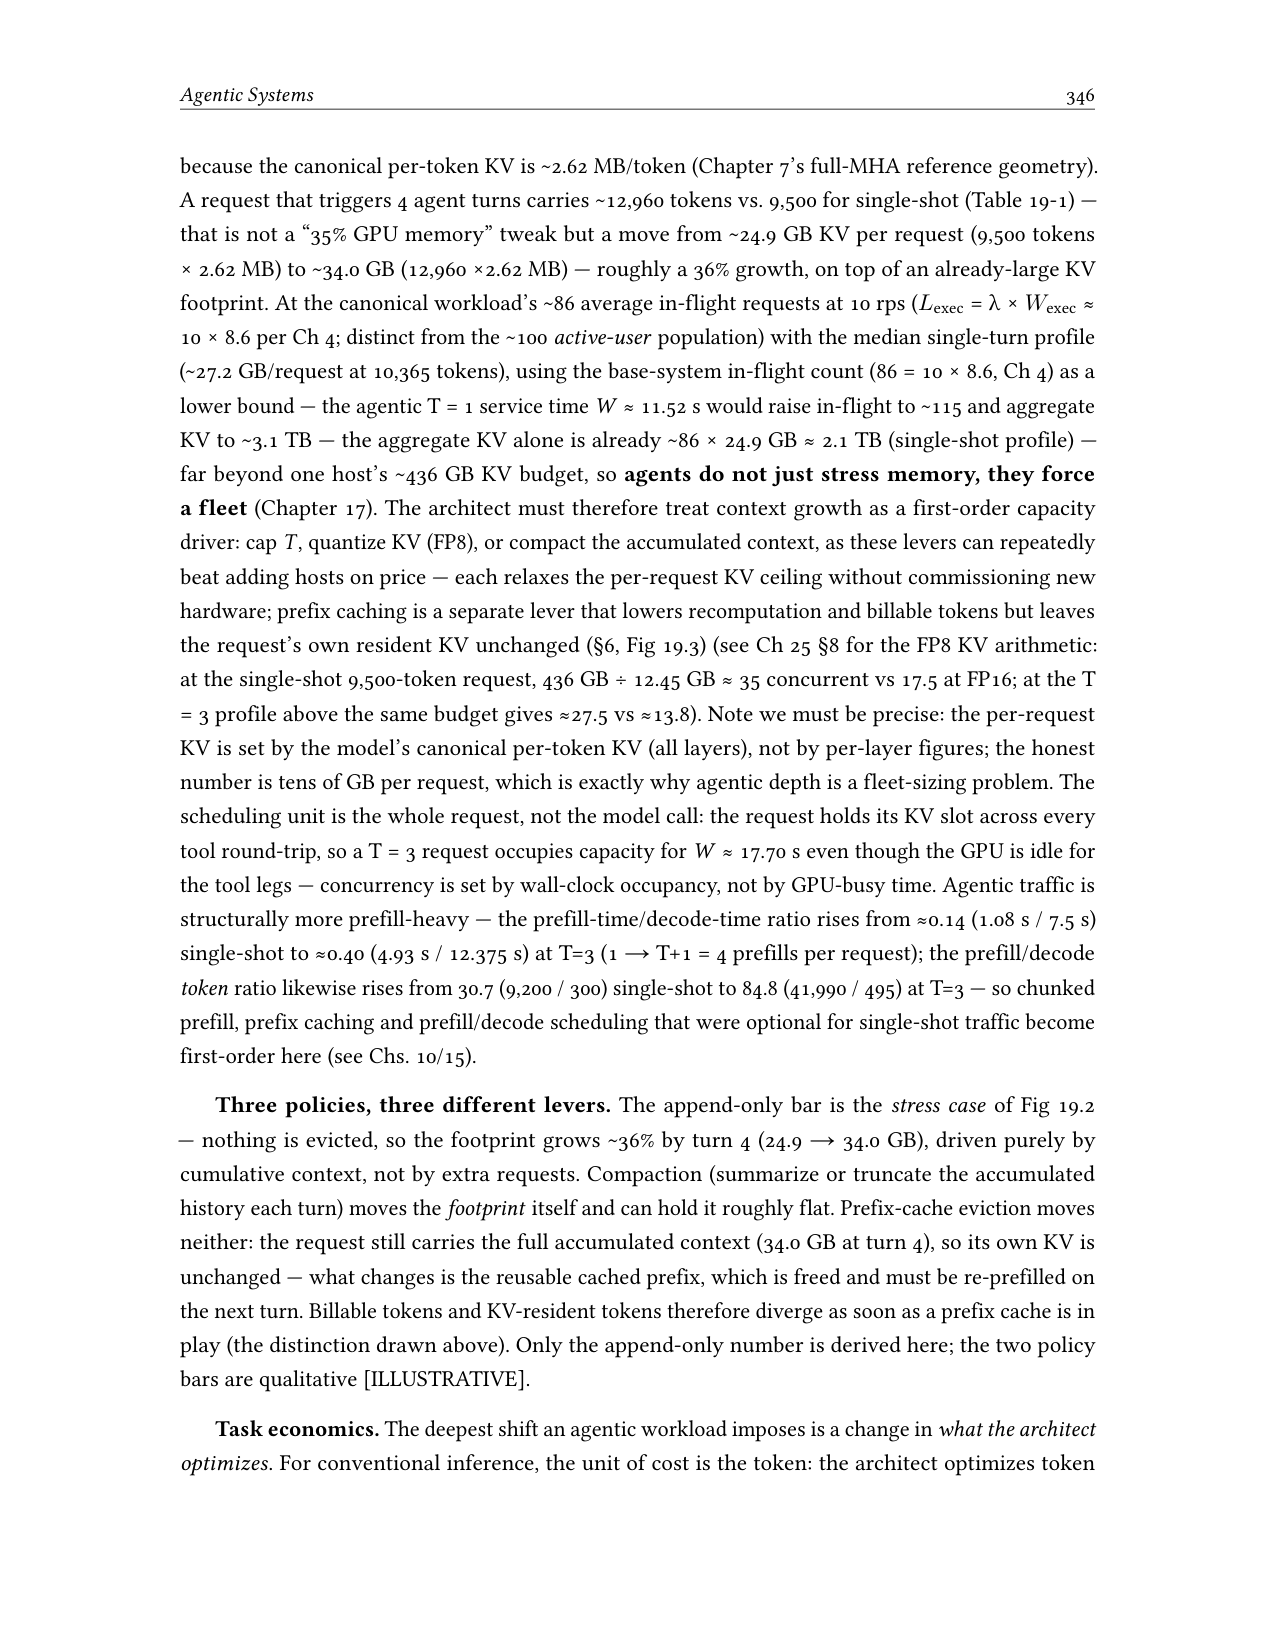 Agentic Systems 346
because the canonical per-token KV is ~2.62 MB/token (Chapter 7’s full-MHA reference geometry).
A request that triggers 4 agent turns carries ~12,960 tokens vs. 9,500 for single-shot (Table 19-1) —
that is not a “35% GPU memory” tweak but a move from ~24.9 GB KV per request (9,500 tokens
× 2.62 MB) to ~34.0 GB (12,960 ×2.62 MB) — roughly a 36% growth, on top of an already-large KV
footprint. At the canonical workload’s ~86 average in-flight requests at 10 rps (L_exec = λ × W_exec ≈
10 × 8.6 per Ch 4; distinct from the ~100 active-user population) with the median single-turn profile
(~27.2 GB/request at 10,365 tokens), using the base-system in-flight count (86 = 10 × 8.6, Ch 4) as a
lower bound — the agentic T = 1 service time W ≈ 11.52 s would raise in-flight to ~115 and aggregate
KV to ~3.1 TB — the aggregate KV alone is already ~86 × 24.9 GB ≈ 2.1 TB (single-shot profile) —
far beyond one host’s ~436 GB KV budget, so agents do not just stress memory, they force
a fleet (Chapter 17). The architect must therefore treat context growth as a first-order capacity
driver: cap T, quantize KV (FP8), or compact the accumulated context, as these levers can repeatedly
beat adding hosts on price — each relaxes the per-request KV ceiling without commissioning new
hardware; prefix caching is a separate lever that lowers recomputation and billable tokens but leaves
the request’s own resident KV unchanged (§6, Fig 19.3) (see Ch 25 §8 for the FP8 KV arithmetic:
at the single-shot 9,500-token request, 436 GB ÷ 12.45 GB ≈ 35 concurrent vs 17.5 at FP16; at the T
= 3 profile above the same budget gives ≈27.5 vs ≈13.8). Note we must be precise: the per-request
KV is set by the model’s canonical per-token KV (all layers), not by per-layer figures; the honest
number is tens of GB per request, which is exactly why agentic depth is a fleet-sizing problem. The
scheduling unit is the whole request, not the model call: the request holds its KV slot across every
tool round-trip, so a T = 3 request occupies capacity for W ≈ 17.70 s even though the GPU is idle for
the tool legs — concurrency is set by wall-clock occupancy, not by GPU-busy time. Agentic traffic is
structurally more prefill-heavy — the prefill-time/decode-time ratio rises from ≈0.14 (1.08 s / 7.5 s)
single-shot to ≈0.40 (4.93 s / 12.375 s) at T=3 (1 ⟶ T+1 = 4 prefills per request); the prefill/decode
token ratio likewise rises from 30.7 (9,200 / 300) single-shot to 84.8 (41,990 / 495) at T=3 — so chunked
prefill, prefix caching and prefill/decode scheduling that were optional for single-shot traffic become
first-order here (see Chs. 10/15).
Three policies, three different levers. The append-only bar is the stress case of Fig 19.2
— nothing is evicted, so the footprint grows ~36% by turn 4 (24.9 ⟶ 34.0 GB), driven purely by
cumulative context, not by extra requests. Compaction (summarize or truncate the accumulated
history each turn) moves the footprint itself and can hold it roughly flat. Prefix-cache eviction moves
neither: the request still carries the full accumulated context (34.0 GB at turn 4), so its own KV is
unchanged — what changes is the reusable cached prefix, which is freed and must be re-prefilled on
the next turn. Billable tokens and KV-resident tokens therefore diverge as soon as a prefix cache is in
play (the distinction drawn above). Only the append-only number is derived here; the two policy
bars are qualitative [ILLUSTRATIVE].
Task economics. The deepest shift an agentic workload imposes is a change in what the architect
optimizes. For conventional inference, the unit of cost is the token: the architect optimizes token